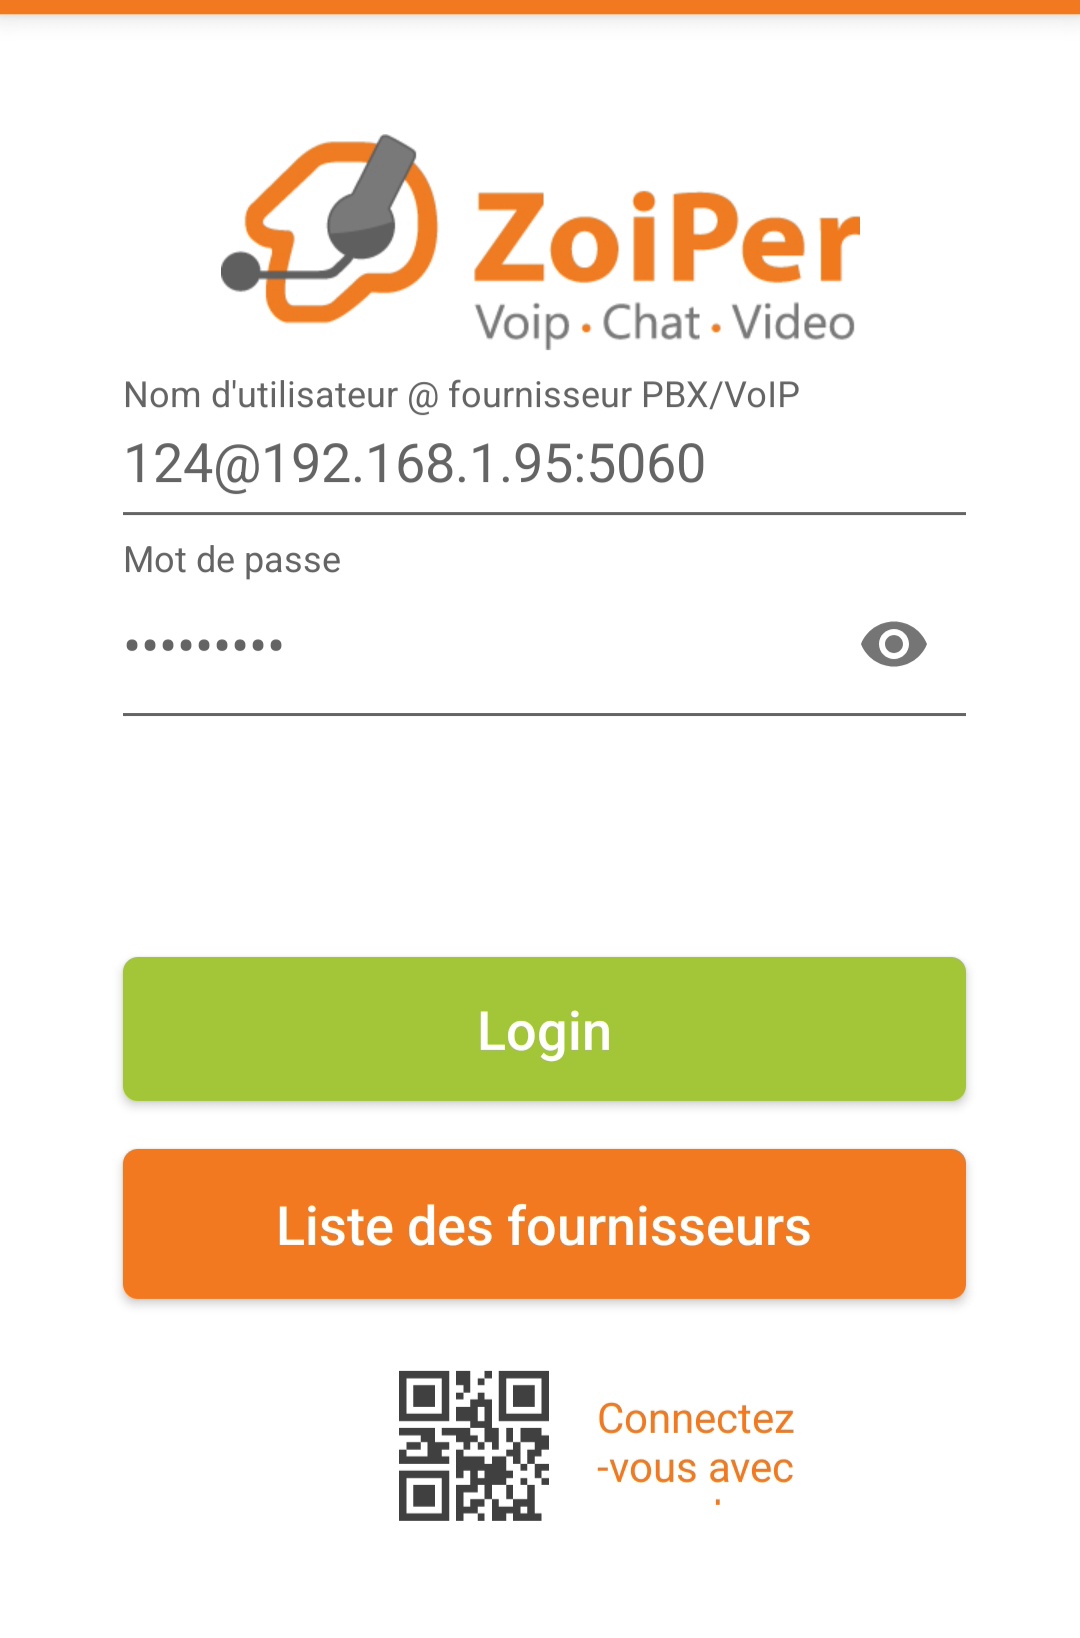 ZoiPer
Voip • Chat • Video
Nom d'utilisateur @ fournisseur PBX/VoIP
124@192.168.1.95:5060
Mot de passe
•••••••••
Login
Liste des fournisseurs
Connectez
-vous avec